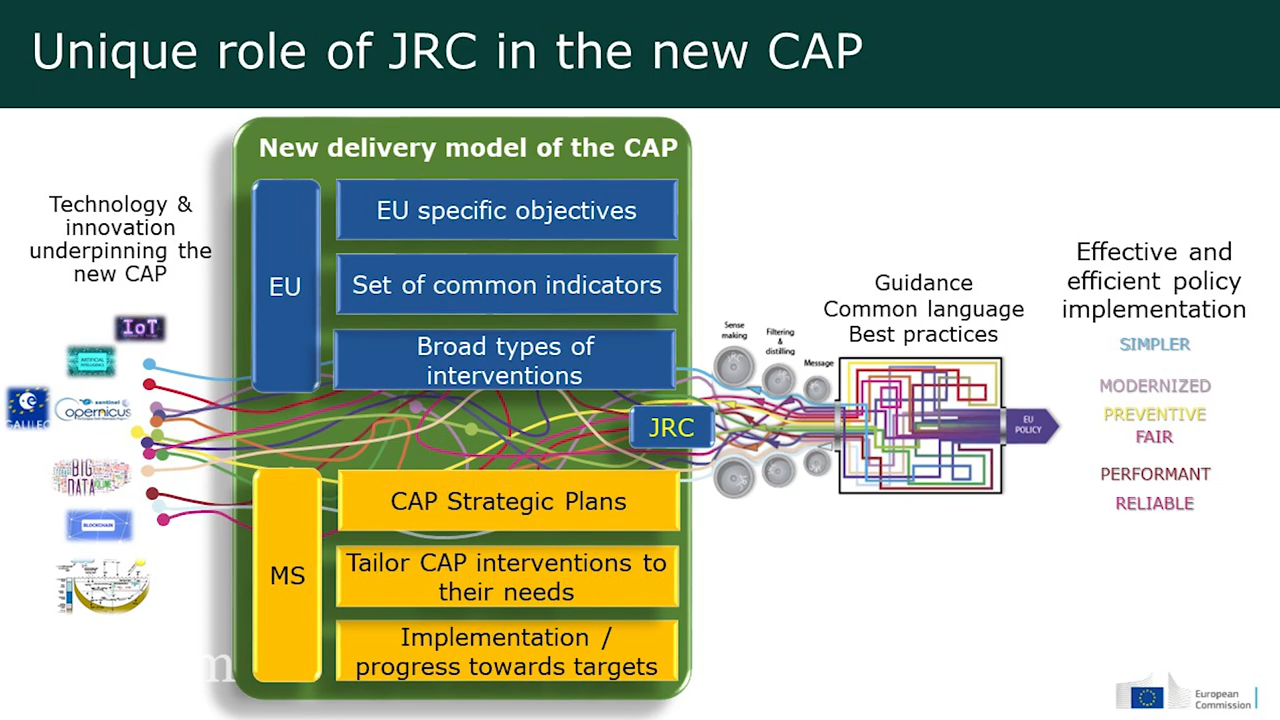 Unique role of JRC in the new CAP
New delivery model of the CAP
Technology &
innovation
underpinning the
new CAP
IoT
ARTIFICIAL
INTELLIGENCE
GALILEO
sentinel
opernicus
BIG
DATA
VOLUME
BLOCKCHAIN
EU
EU specific objectives
Set of common indicators
Broad types of
interventions
JRC
MS
CAP Strategic Plans
Tailor CAP interventions to
their needs
Implementation /
progress towards targets
Sense
making
Filtering
&
distilling
Message
Guidance
Common language
Best practices
EU
POLICY
Effective and
efficient policy
implementation
SIMPLER
MODERNIZED
PREVENTIVE
FAIR
PERFORMANT
RELIABLE
m
European
Commission